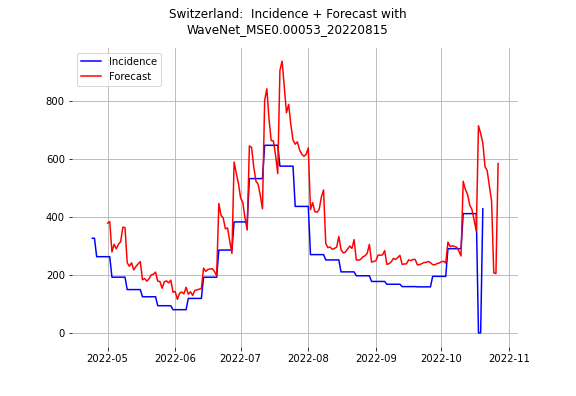 Switzerland:  Incidence + Forecast with
WaveNet_MSE0.00053_20220815
Incidence
Forecast
800
600
400
200
0
2022-05 2022-06 2022-07 2022-08 2022-09 2022-10 2022-11